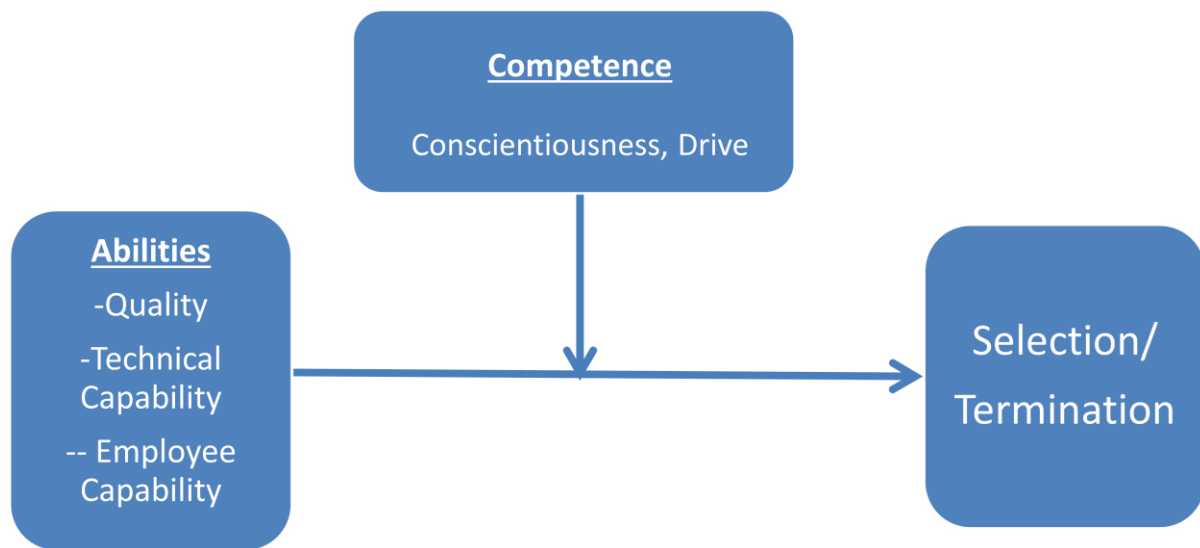 Competence
Conscientiousness, Drive
Abilities
-Quality
-Technical
Capability
-- Employee
Capability
Selection/
Termination